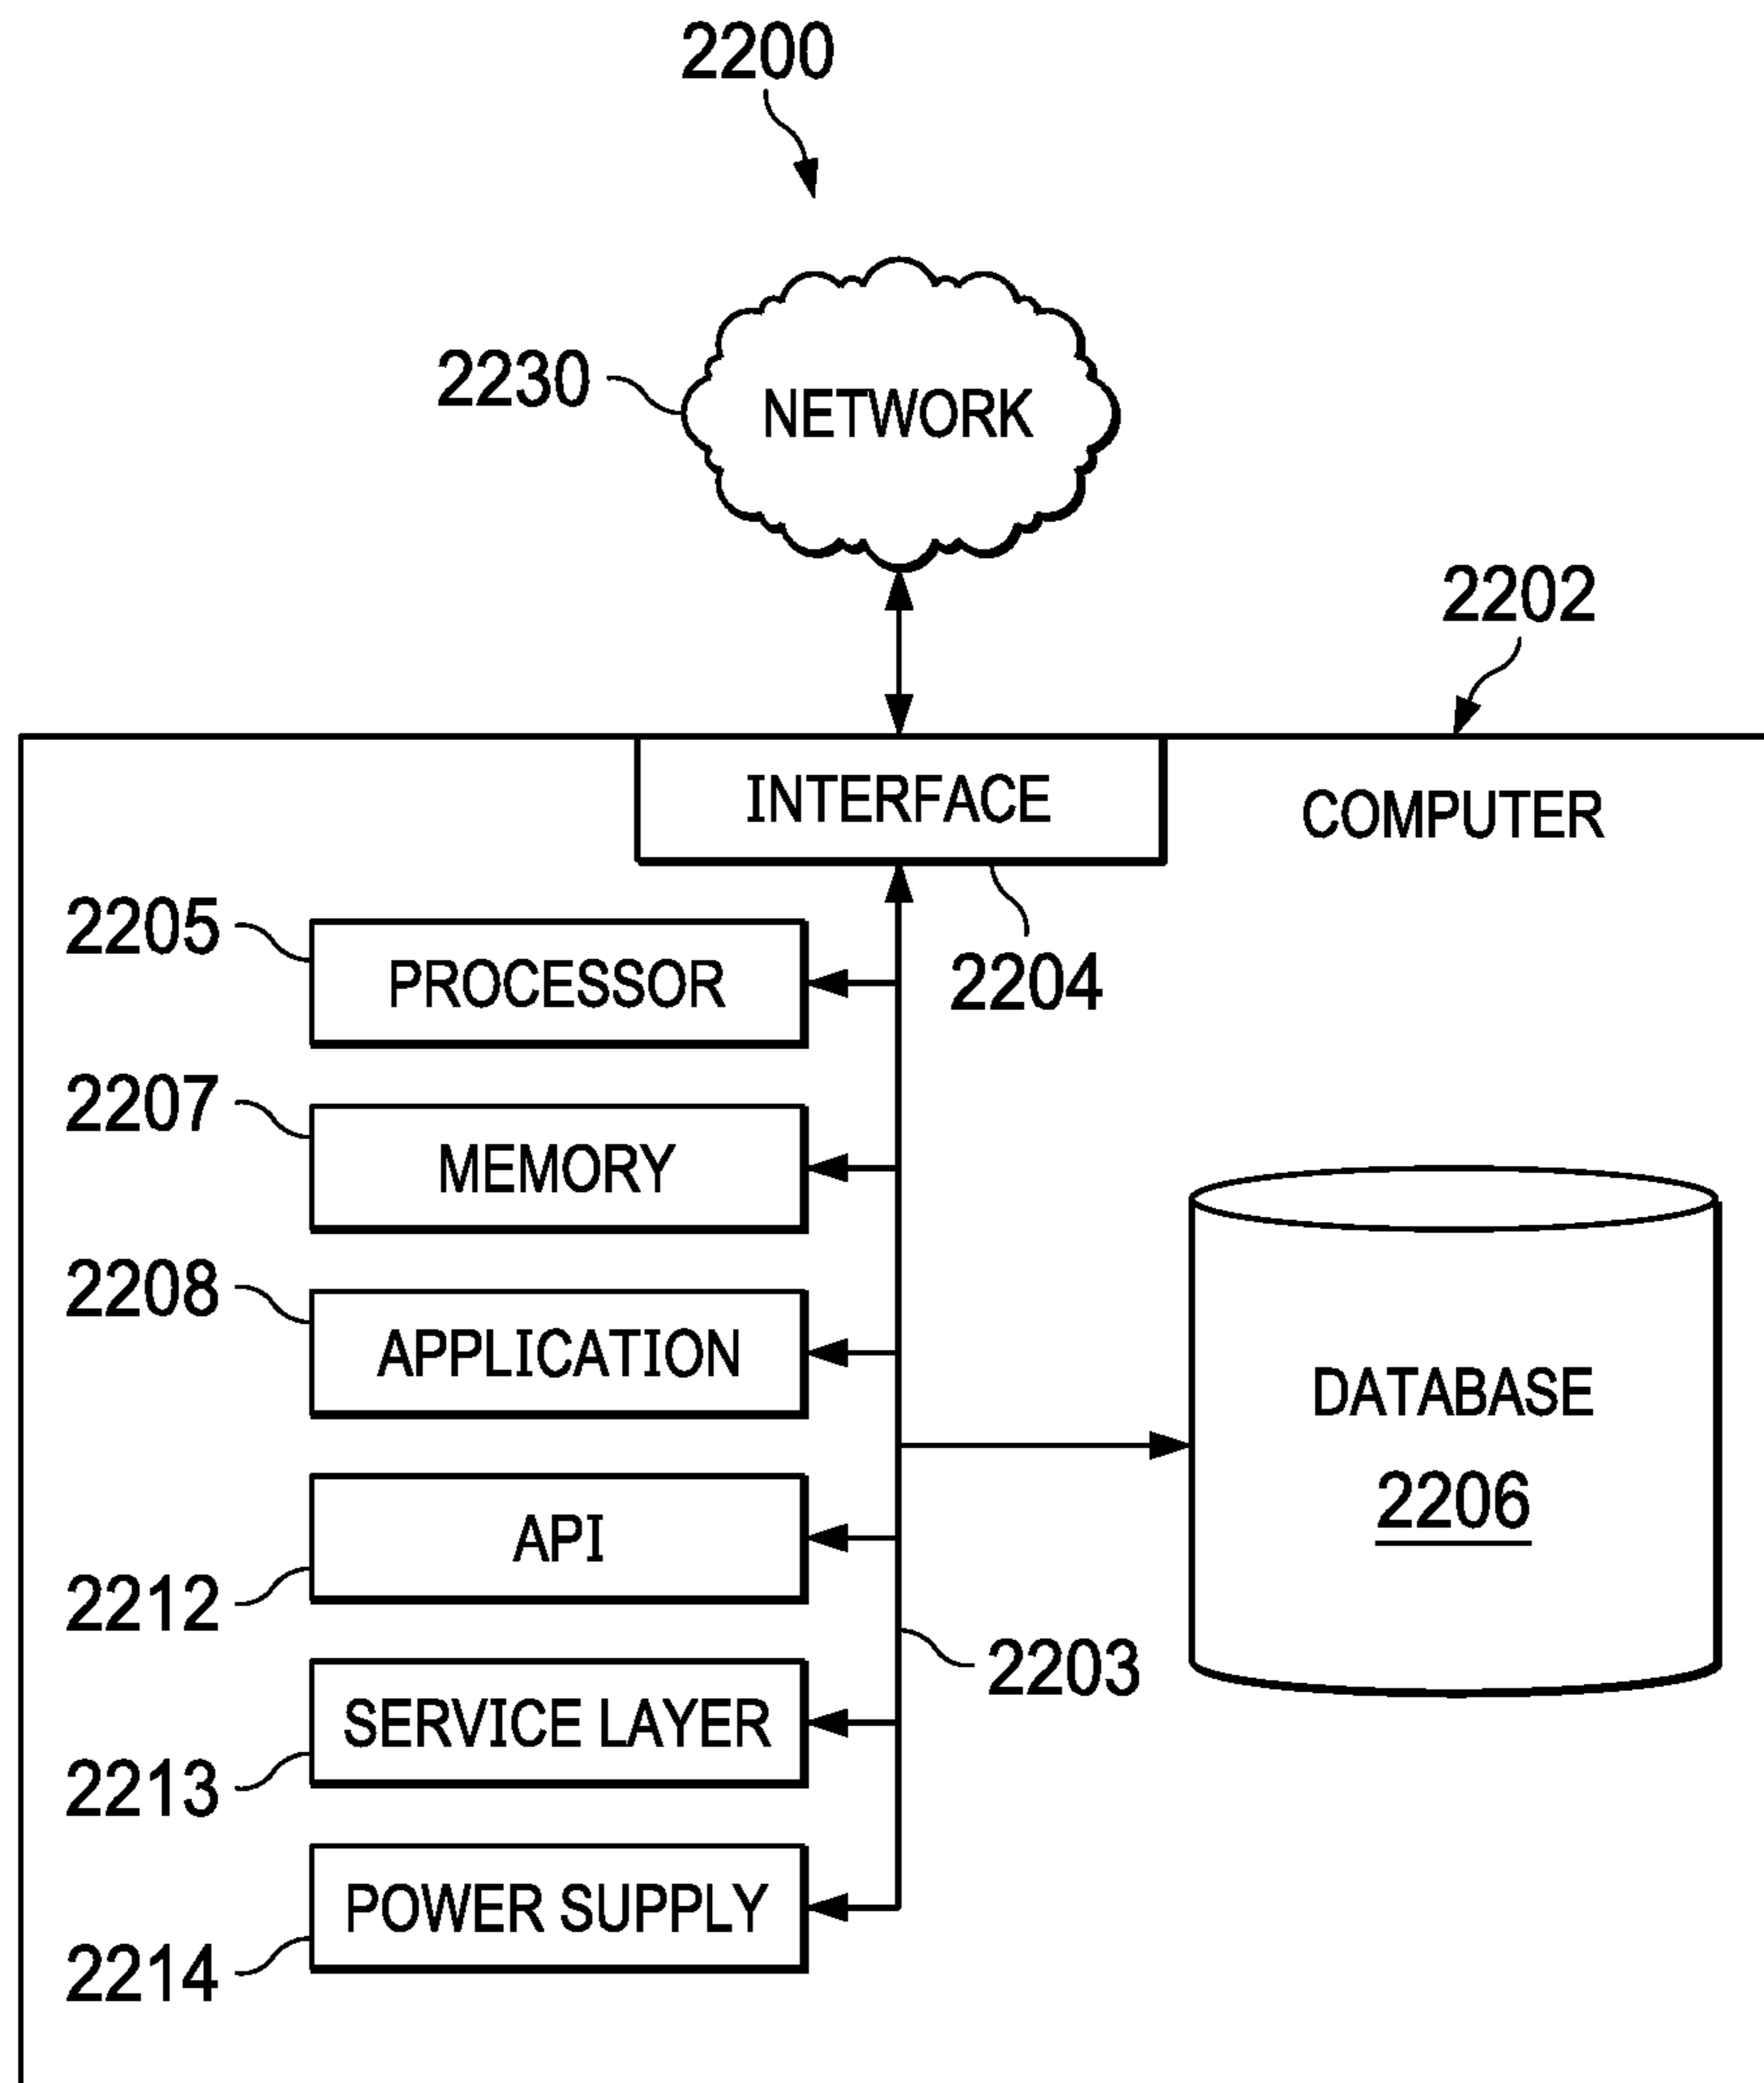 2200
2230
NETWORK
2202
INTERFACE
COMPUTER
2205
PROCESSOR
2204
2207
MEMORY
2208
APPLICATION
DATABASE
2206
API
2212
2203
SERVICE LAYER
2213
POWER SUPPLY
2214